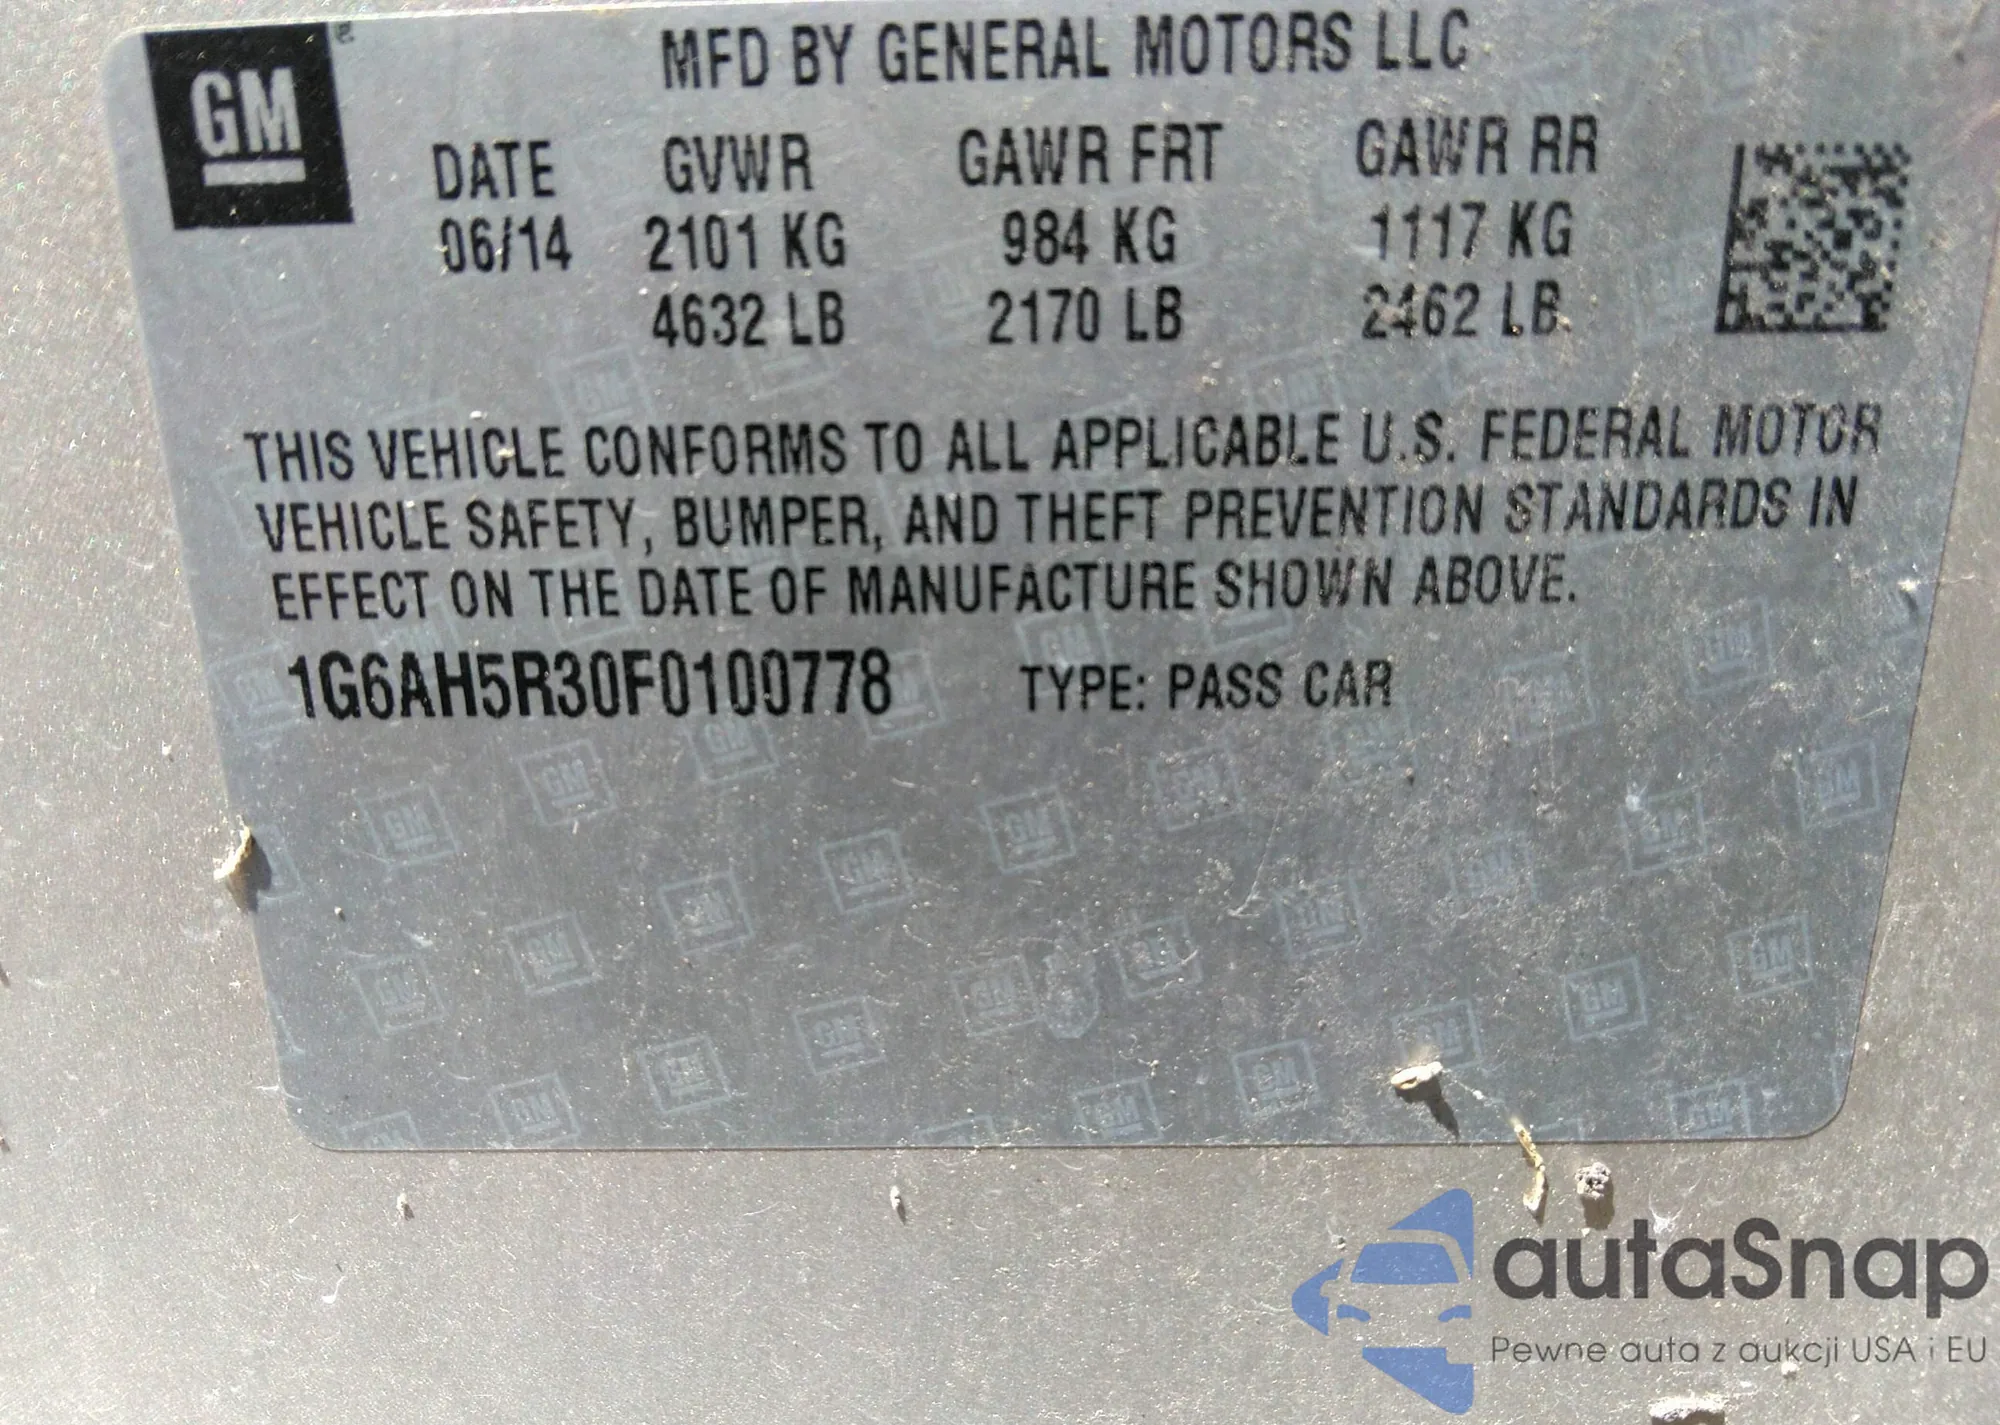 GM
MFD BY GENERAL MOTORS LLC
DATE GVWR GAWR FRT GAWR RR
06/14 2101 KG 984 KG 1117 KG
4632 LB 2170 LB 2462 LB
THIS VEHICLE CONFORMS TO ALL APPLICABLE U.S. FEDERAL MOTOR
VEHICLE SAFETY, BUMPER, AND THEFT PREVENTION STANDARDS IN
EFFECT ON THE DATE OF MANUFACTURE SHOWN ABOVE.
1G6AH5R30F0100778 TYPE: PASS CAR
autaSnap
Pewne auta z aukcji USA i EU